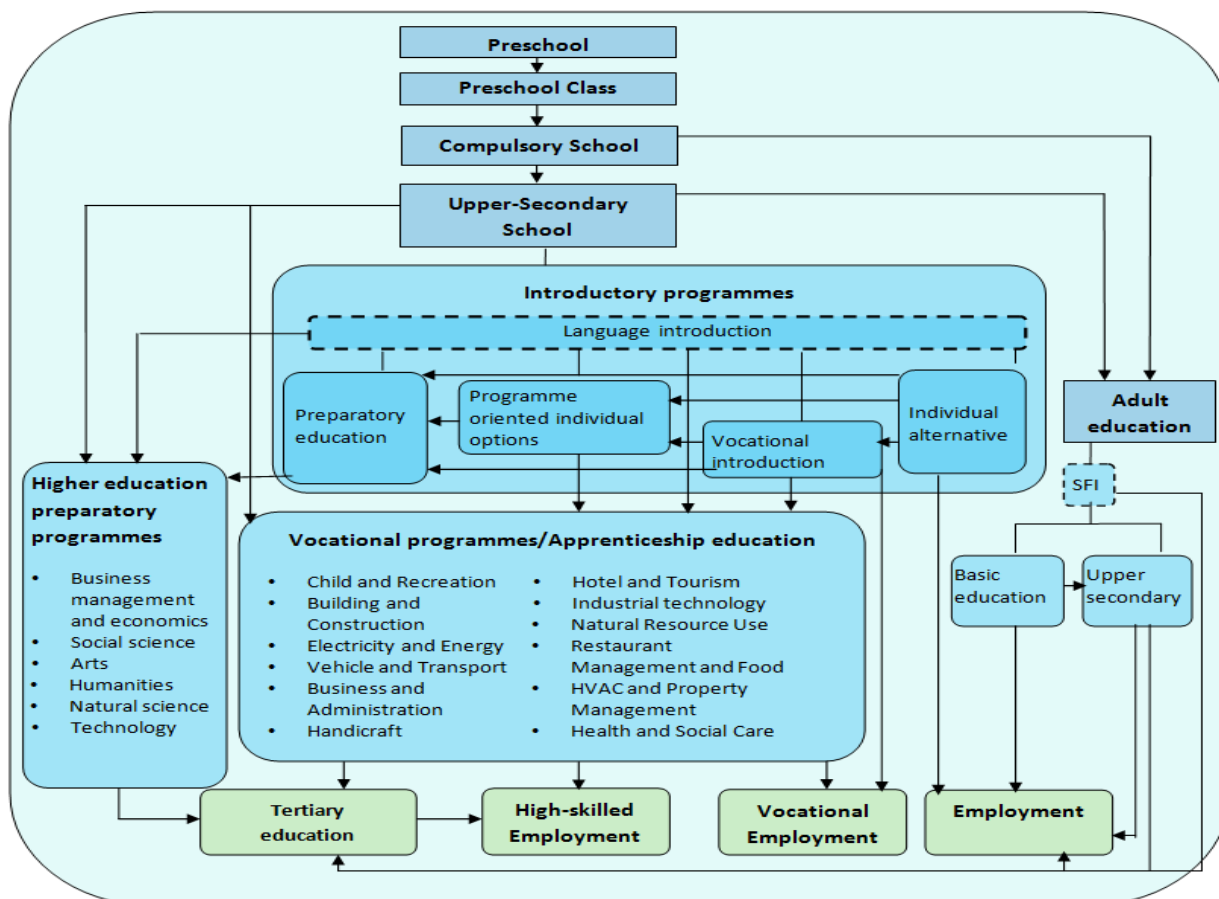 Preschool
Preschool Class
Compulsory School
Upper-Secondary
School
Introductory programmes
Language introduction
Preparatory
education
Programme
oriented individual
options
Vocational
introduction
Individual
alternative
Adult
education
SFI
Basic
education
Upper
secondary
Higher education
preparatory
programmes
• Business
management
and economics
• Social science
• Arts
• Humanities
• Natural science
• Technology
Vocational programmes/Apprenticeship education
• Child and Recreation
• Building and
Construction
• Electricity and Energy
• Vehicle and Transport
• Business and
Administration
• Handicraft
• Hotel and Tourism
• Industrial technology
• Natural Resource Use
• Restaurant
Management and Food
• HVAC and Property
Management
• Health and Social Care
Tertiary
education
High-skilled
Employment
Vocational
Employment
Employment